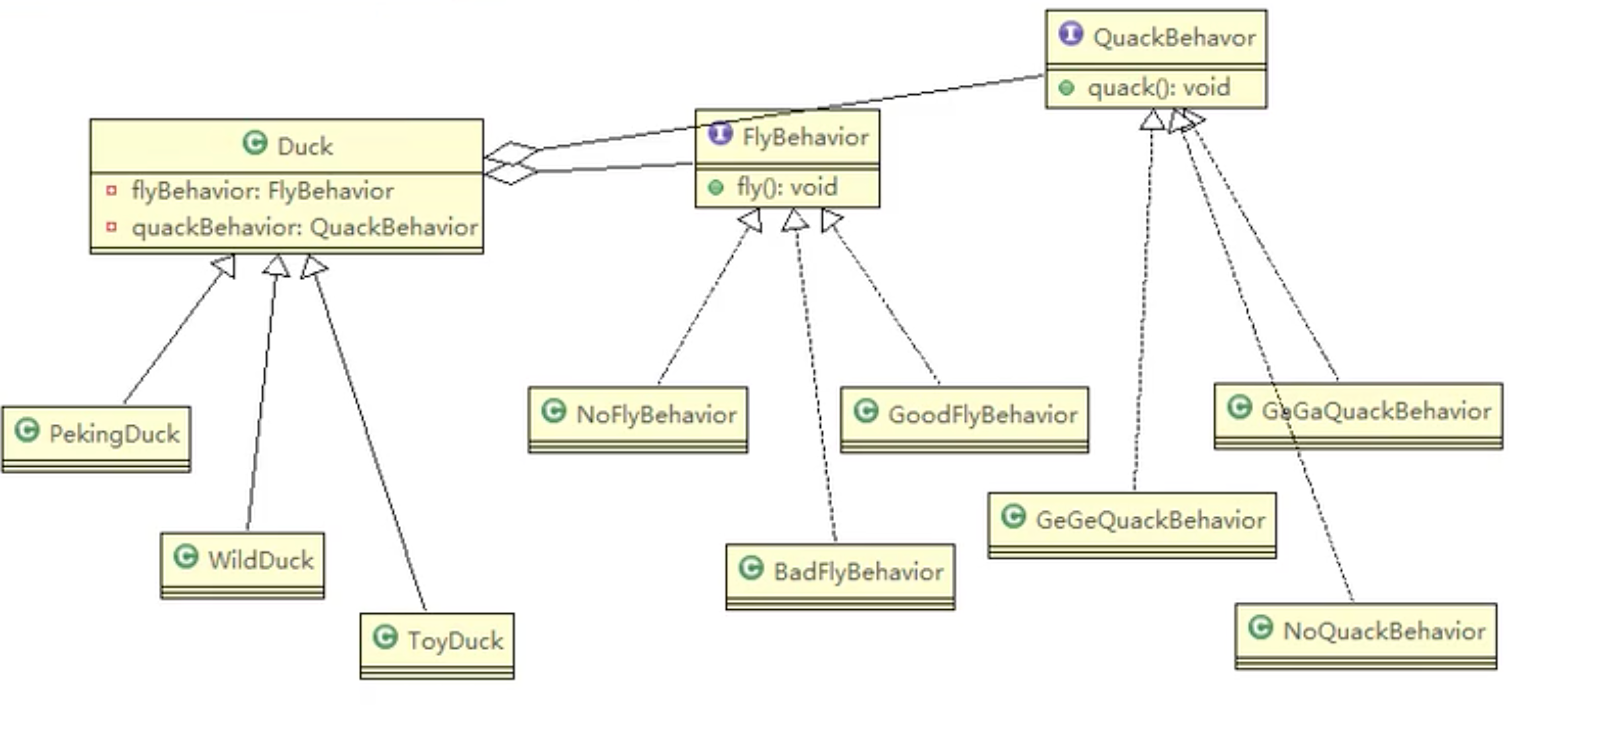 QuackBehavor
quack(): void
FlyBehavior
fly(): void
Duck
flyBehavior: FlyBehavior
quackBehavior: QuackBehavior
PekingDuck
WildDuck
ToyDuck
NoFlyBehavior
GoodFlyBehavior
BadFlyBehavior
GaGaQuackBehavior
GeGeQuackBehavior
NoQuackBehavior